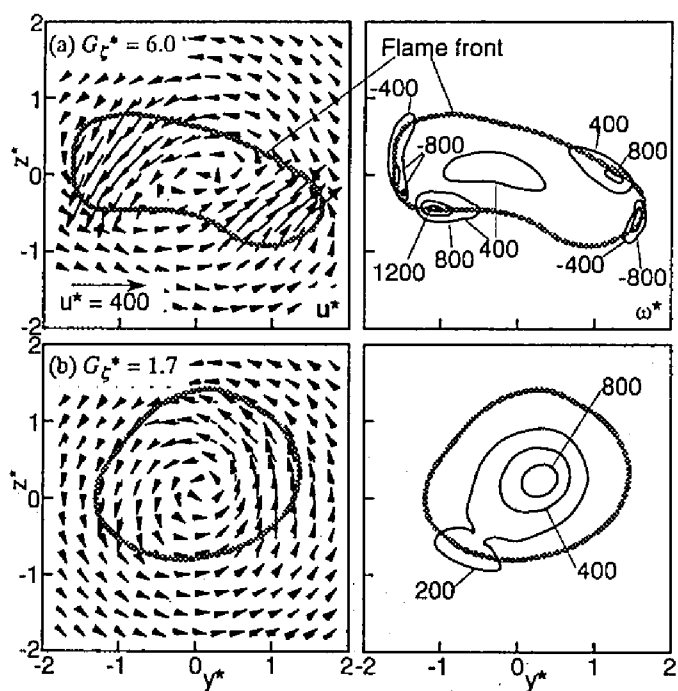 2
(a) Gζ* = 6.0
Flame front
1
-400
400
-800
800
z*
0
-1
1200
800
400
-400
-800
u* = 400
u*
ω*
-2
2
(b) Gζ* = 1.7
800
1
z*
0
-1
200
400
-2
-2 -1 0 1 2 -1 0 1 2
y* y*